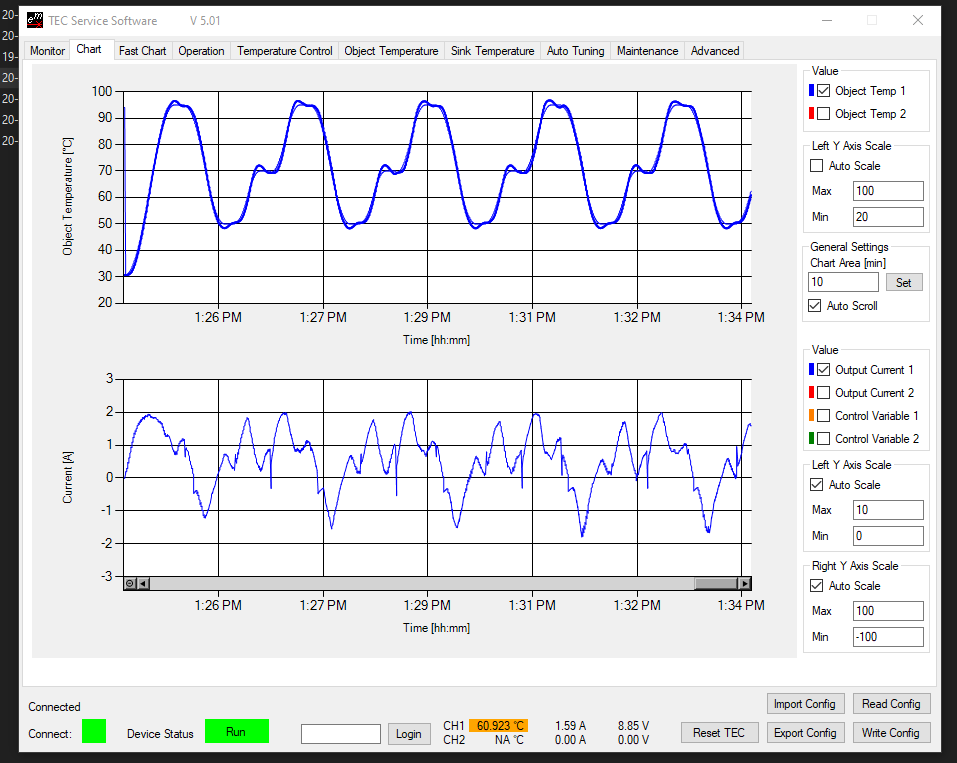 20-
20-
19-
20-
20-
20-
20-
eM TEC Service Software V 5.01
Monitor Chart Fast Chart Operation Temperature Control Object Temperature Sink Temperature Auto Tuning Maintenance Advanced
Object Temperature [°C]
100
90
80
70
60
50
40
30
20
1:26 PM 1:27 PM 1:29 PM 1:31 PM 1:32 PM 1:34 PM
Time [hh:mm]
Current [A]
3
2
1
0
-1
-2
-3
1:26 PM 1:27 PM 1:29 PM 1:31 PM 1:32 PM 1:34 PM
Time [hh:mm]
Value
Object Temp 1
Object Temp 2
Left Y Axis Scale
Auto Scale
Max 100
Min 20
General Settings
Chart Area [min]
10 Set
Auto Scroll
Value
Output Current 1
Output Current 2
Control Variable 1
Control Variable 2
Left Y Axis Scale
Auto Scale
Max 10
Min 0
Right Y Axis Scale
Auto Scale
Max 100
Min -100
Connected
Connect: Device Status Run Login
CH1 60.923 °C 1.59 A 8.85 V
CH2 NA °C 0.00 A 0.00 V
Import Config Read Config
Reset TEC Export Config Write Config